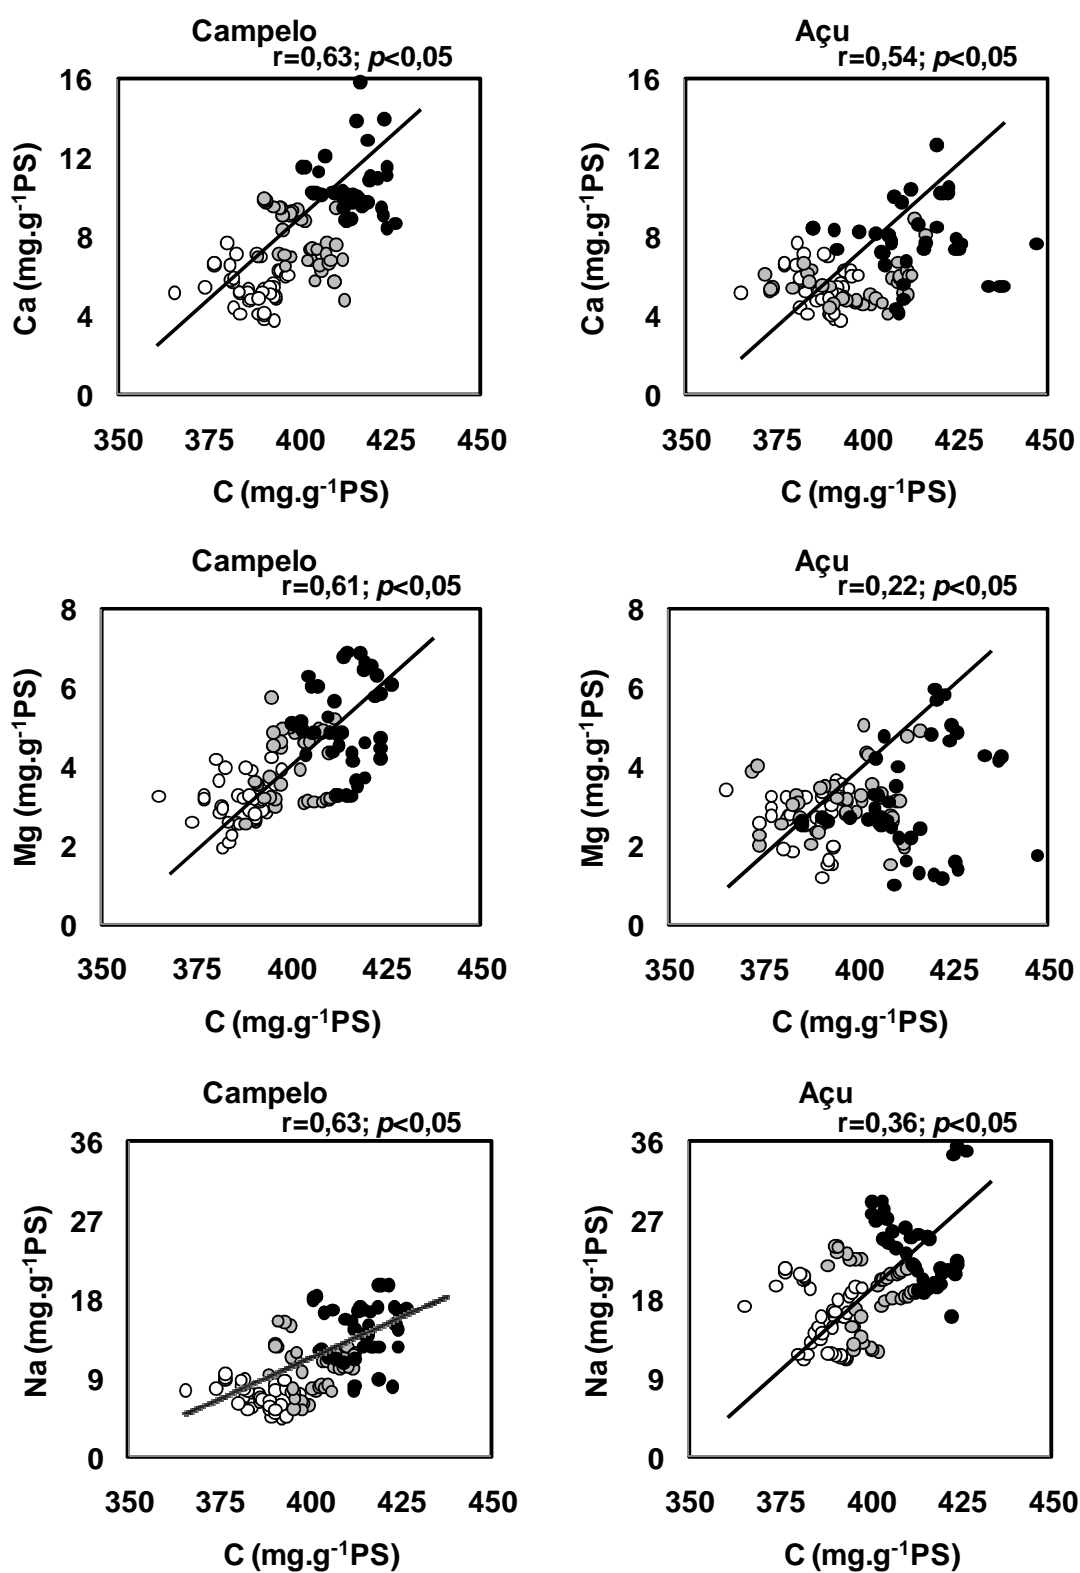 Campelo
r=0,63; p<0,05
16
12
8
4
0
Ca (mg.g-1PS)
350 375 400 425 450
C (mg.g-1PS)
Açu
r=0,54; p<0,05
16
12
8
4
0
Ca (mg.g-1PS)
350 375 400 425 450
C (mg.g-1PS)
Campelo
r=0,61; p<0,05
8
6
4
2
0
Mg (mg.g-1PS)
350 375 400 425 450
C (mg.g-1PS)
Açu
r=0,22; p<0,05
8
6
4
2
0
Mg (mg.g-1PS)
350 375 400 425 450
C (mg.g-1PS)
Campelo
r=0,63; p<0,05
36
27
18
9
0
Na (mg.g-1PS)
350 375 400 425 450
C (mg.g-1PS)
Açu
r=0,36; p<0,05
36
27
18
9
0
Na (mg.g-1PS)
350 375 400 425 450
C (mg.g-1PS)